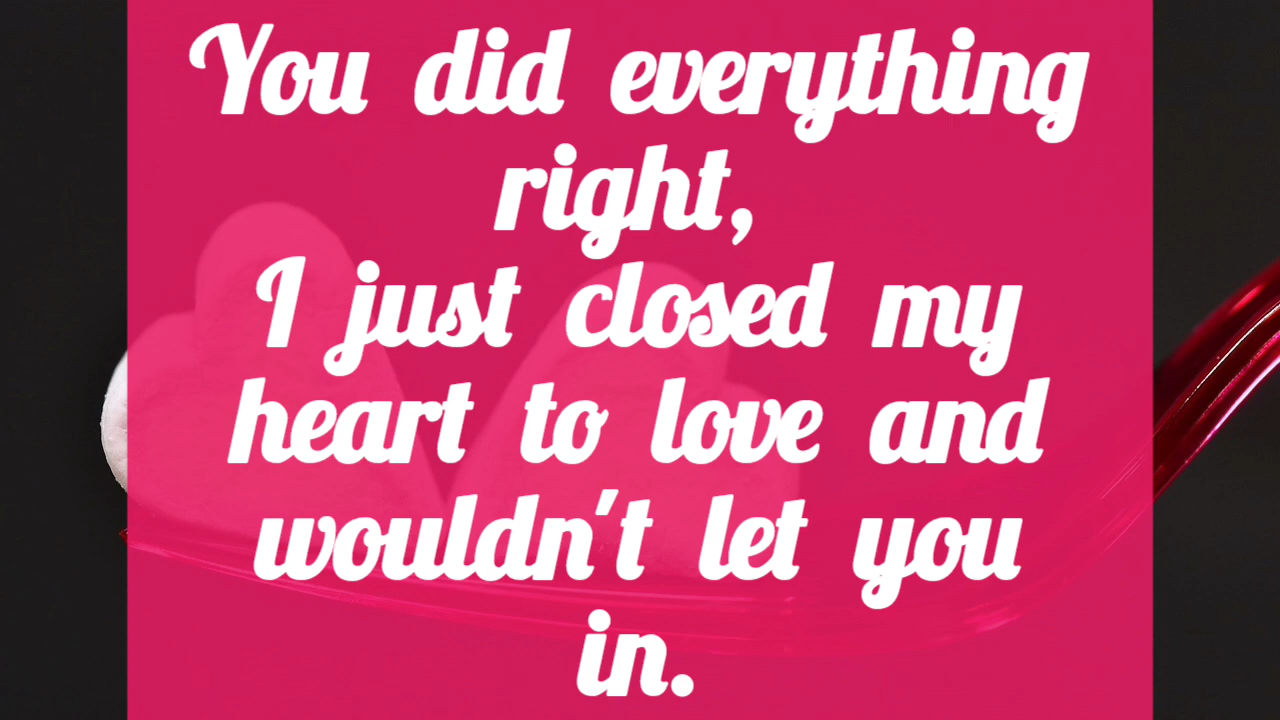 You did everything
right,
I just closed my
heart to love and
wouldn't let you
in.